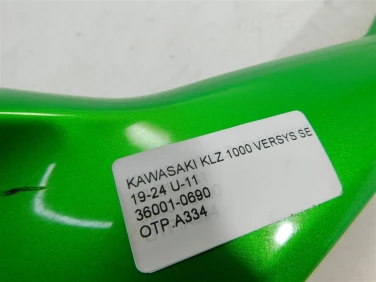 KAWASAKI KLZ 1000 VERSYS SE
19-24 U-11
36001-0690
OTP.A334